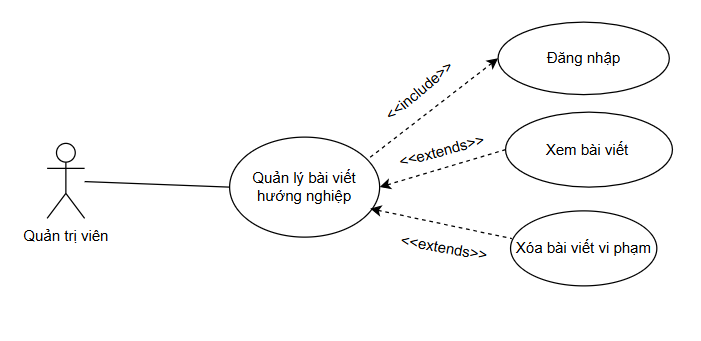 Đăng nhập
<<include>>
<<extends>>
Xem bài viết
Quản lý bài viết
hướng nghiệp
Quản trị viên
<<extends>>
Xóa bài viết vi phạm